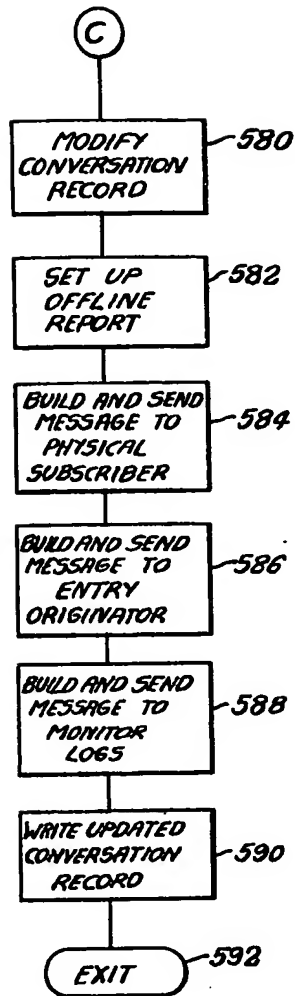 C
MODIFY
CONVERSATION
RECORD
580
SET UP
OFFLINE
REPORT
582
BUILD AND SEND
MESSAGE TO
PHYSICAL
SUBSCRIBER
584
BUILD AND SEND
MESSAGE TO
ENTRY
ORIGINATOR
586
BUILD AND SEND
MESSAGE TO
MONITOR
LOGS
588
WRITE UPDATED
CONVERSATION
RECORD
590
EXIT
592